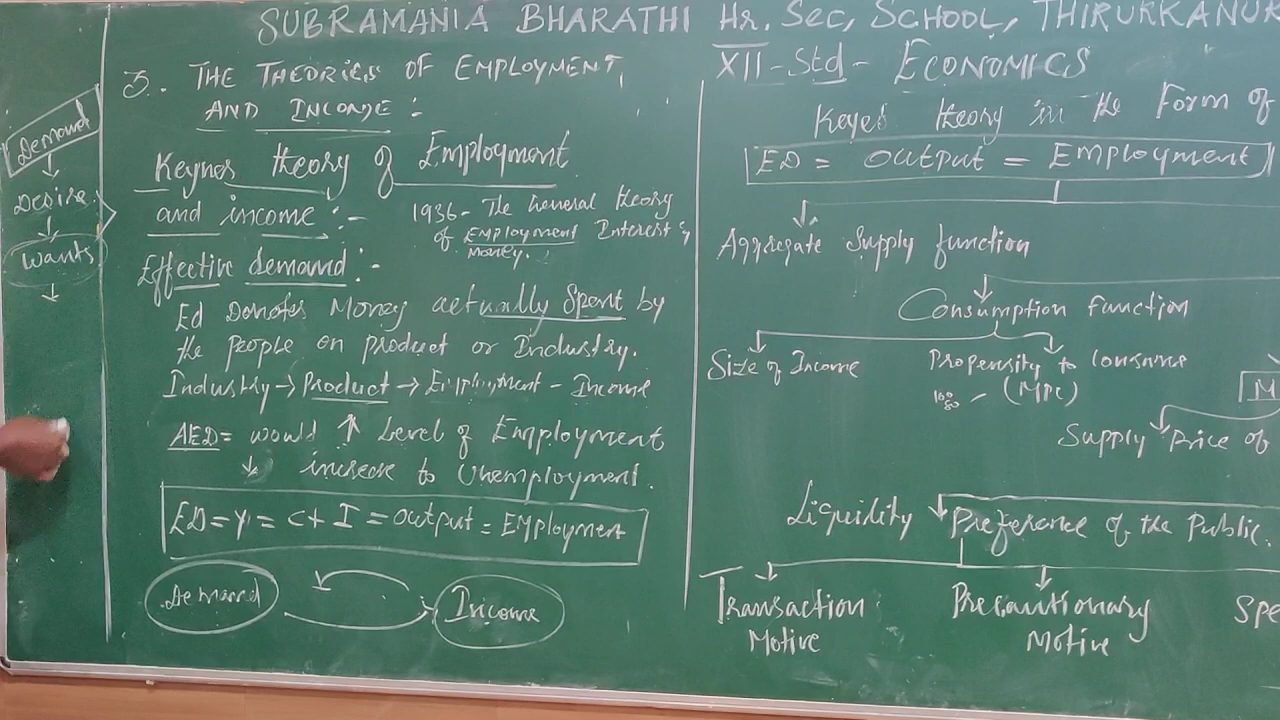 SUBRAMANIA BHARATHI Hr. Sec, SCHOOL, THIRUKKANUR
XII - Std - ECONOMICS
Demand
Desire
wants
3. THE THEORIES OF EMPLOYMENT,
AND INCOME :
Keynes theory of Employment
and income :-
1936 - The General theory
of Employment Interest &
Money.
Effective demand :-
Ed Denotes Money actually Spent by
the people on product or Industry.
Industry → Product → Employment - Income
AED = would ↑ Level of Employment
↓ increase to Unemployment.
ED = Y = C + I = output = EMployment
Demand
Income
Keyes theory in the Form of
ED = OUTPUT = EMPloyment
Aggregate Supply function
Consumption function
Size of Income
Propensity to consume
(MPC)
M
Supply Price of
Liquidity Preference of the Public.
Transaction
Motive
Precautionary
Motive
Spe